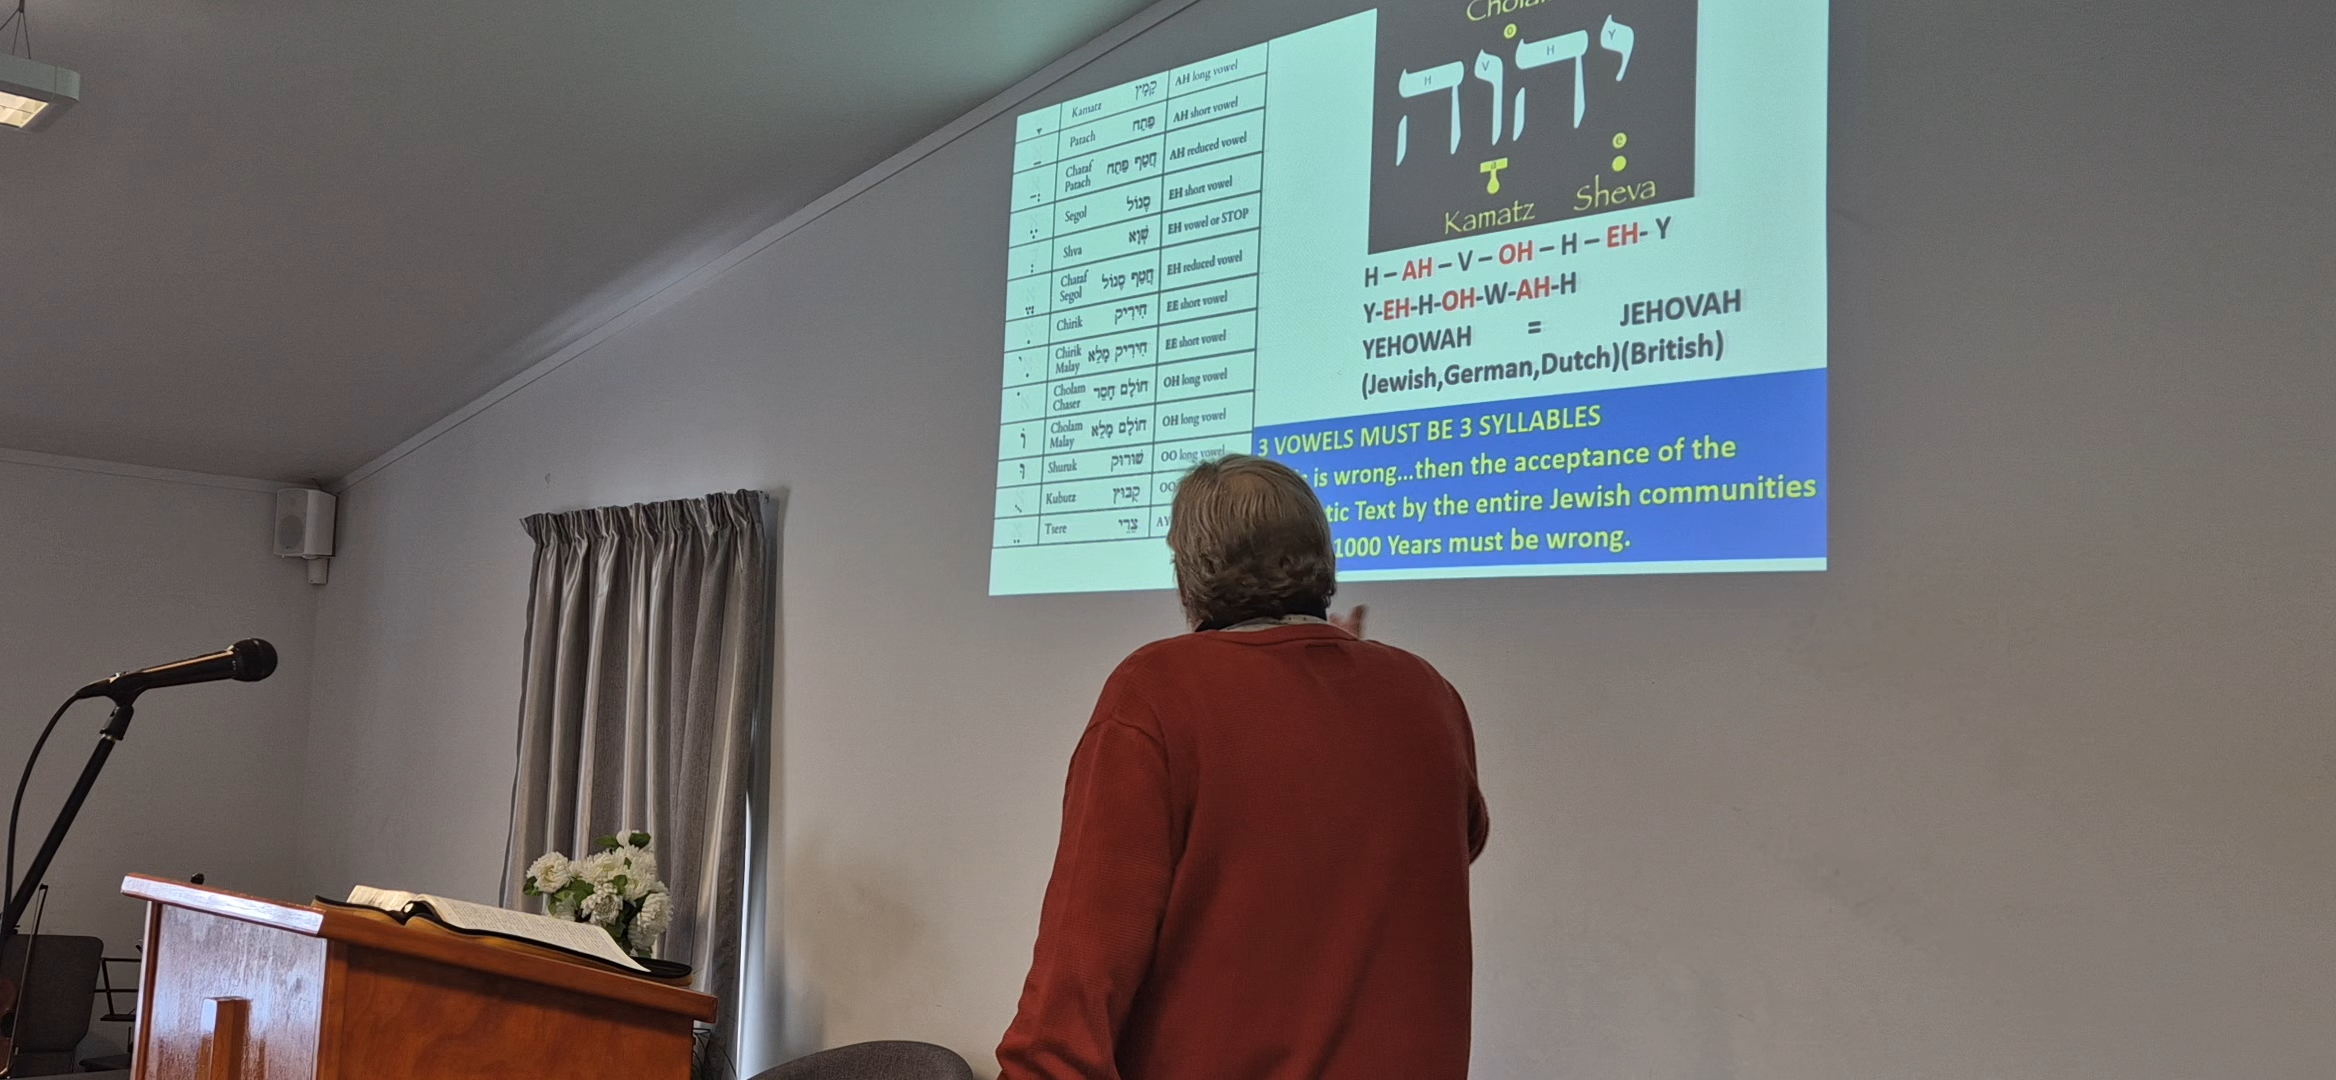 Kamatz קָמָץ AH long vowel
Patach פַּתָח AH short vowel
Chataf Patach חֲטַף פַּתָח AH reduced vowel
Segol סֶגוֹל EH short vowel
Shva שְׁוָא EH vowel or STOP
Chataf Segol חֲטַף סֶגוֹל EH reduced vowel
Chirik חִירִיק EE short vowel
Chirik Malay חִירִיק מָלֵא EE short vowel
Cholam Chaser חוֹלָם חָסֵר OH long vowel
וֹ Cholam Malay חוֹלָם מָלֵא OH long vowel
Shuruk שׁוּרוּק OO long vowel
Kubutz קֻבּוּץ
Tsere צֵרֵי
o
יְהֹוָה
H V H Y
a e
Kamatz Sheva
H – AH – V – OH – H – EH- Y
Y-EH-H-OH-W-AH-H
YEHOWAH = JEHOVAH
(Jewish,German,Dutch)(British)
3 VOWELS MUST BE 3 SYLLABLES
is wrong...then the acceptance of the
Text by the entire Jewish communities
1000 Years must be wrong.